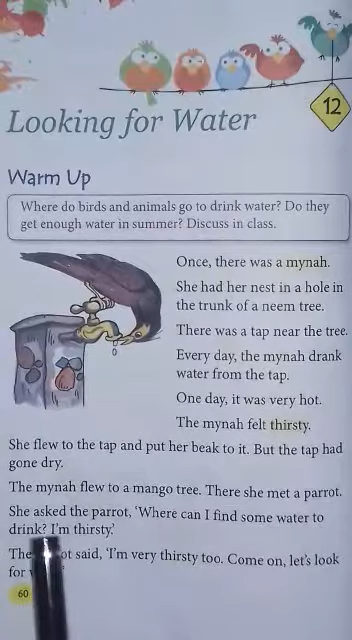 12
Looking for Water
Warm Up
Where do birds and animals go to drink water? Do they
get enough water in summer? Discuss in class.
Once, there was a mynah.
She had her nest in a hole in
the trunk of a neem tree.
There was a tap near the tree.
Every day, the mynah drank
water from the tap.
One day, it was very hot.
The mynah felt thirsty.
She flew to the tap and put her beak to it. But the tap had
gone dry.
The mynah flew to a mango tree. There she met a parrot.
She asked the parrot, ‘Where can I find some water to
drink? I’m thirsty.’
said, ‘I’m very thirsty too. Come on, let’s look
for
60